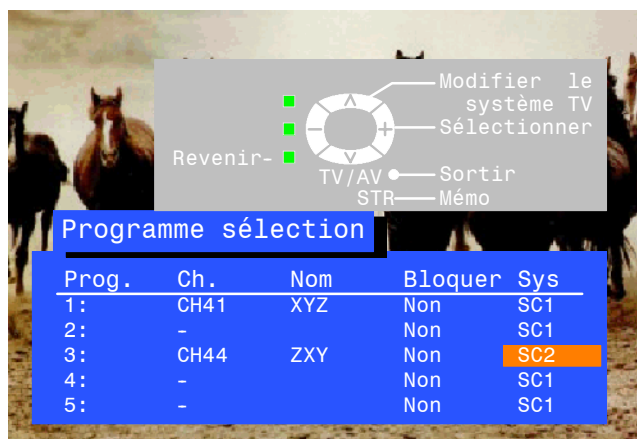 Modifier le
système TV
Sélectionner
Revenir-
TV/AV
Sortir
STR
Mémo
Programme sélection
Prog. Ch. Nom Bloquer Sys
1: CH41 XYZ Non SC1
2: - Non SC1
3: CH44 ZXY Non SC2
4: - Non SC1
5: - Non SC1